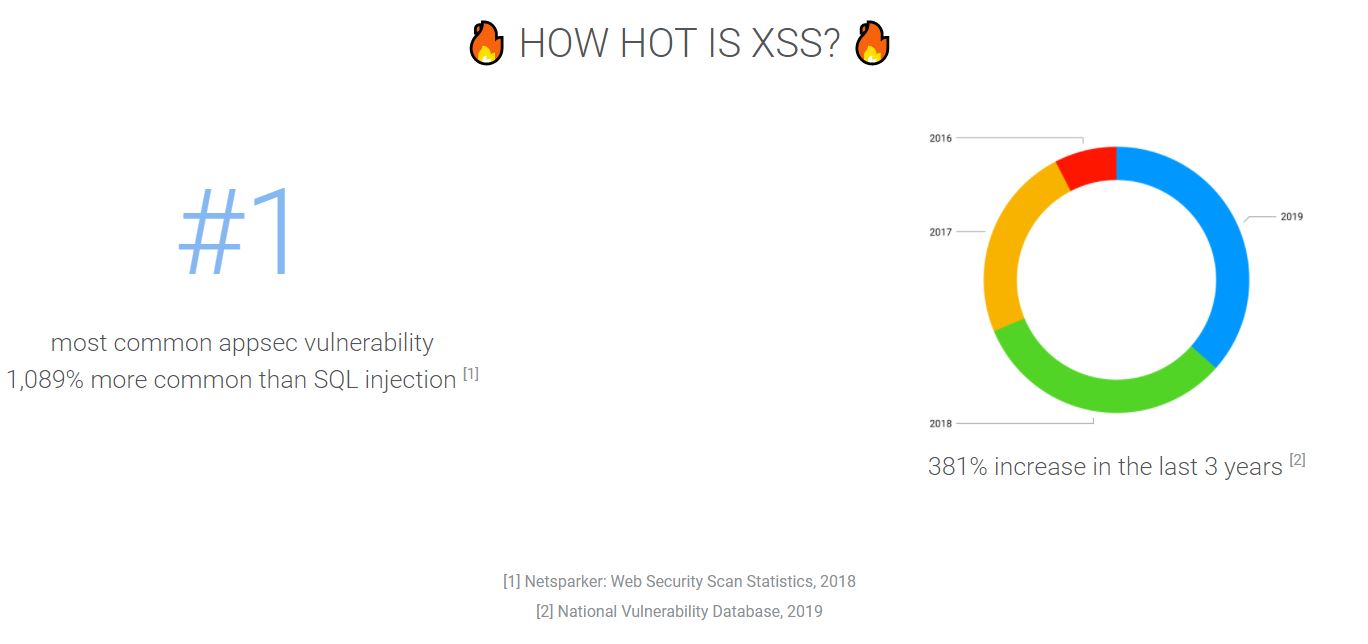 HOW HOT IS XSS?
#1
most common appsec vulnerability
1,089% more common than SQL injection [1]
2016
2019
2017
2018
381% increase in the last 3 years [2]
[1] Netsparker: Web Security Scan Statistics, 2018
[2] National Vulnerability Database, 2019